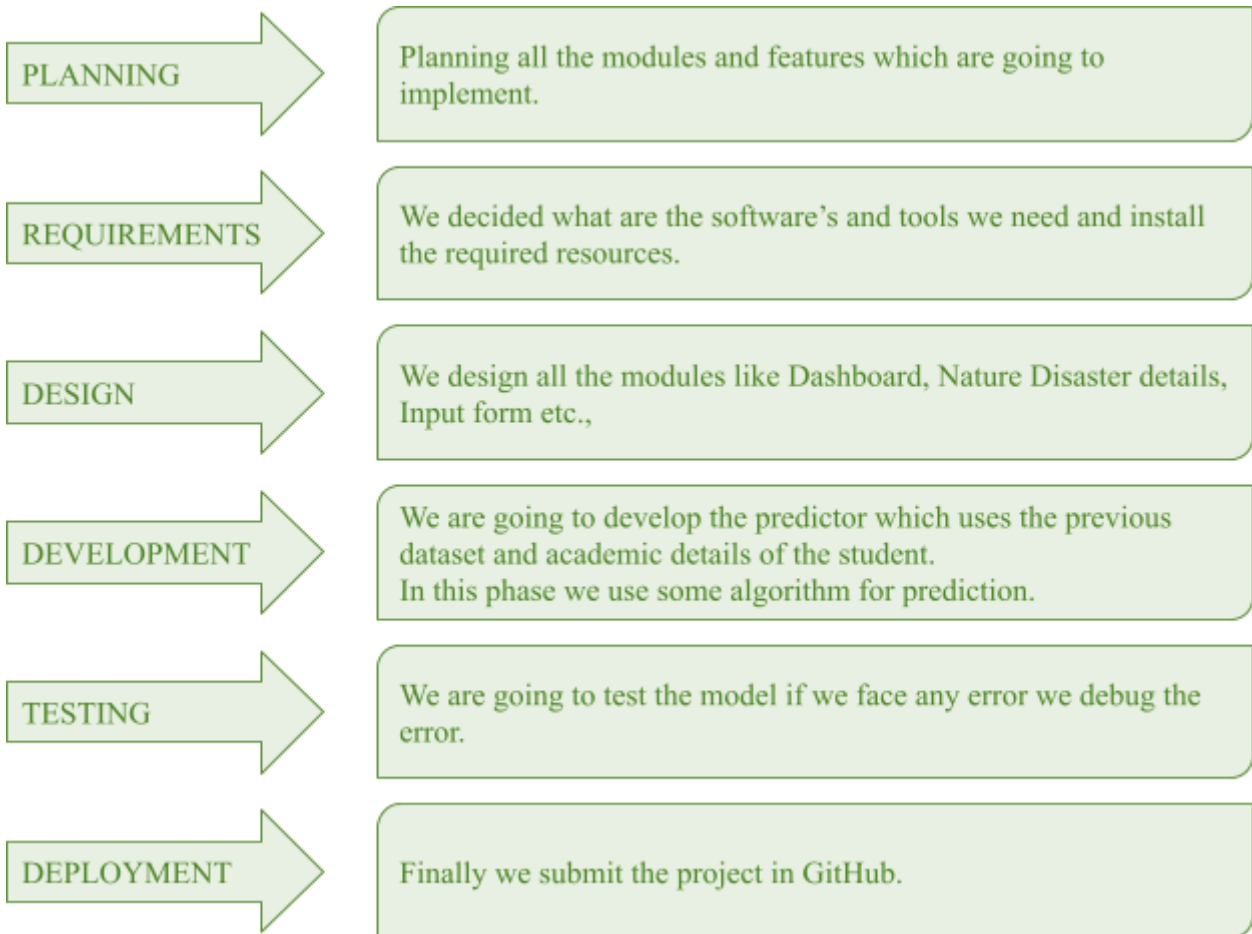 PLANNING
Planning all the modules and features which are going to
implement.
REQUIREMENTS
We decided what are the software’s and tools we need and install
the required resources.
DESIGN
We design all the modules like Dashboard, Nature Disaster details,
Input form etc.,
DEVELOPMENT
We are going to develop the predictor which uses the previous
dataset and academic details of the student.
In this phase we use some algorithm for prediction.
TESTING
We are going to test the model if we face any error we debug the
error.
DEPLOYMENT
Finally we submit the project in GitHub.